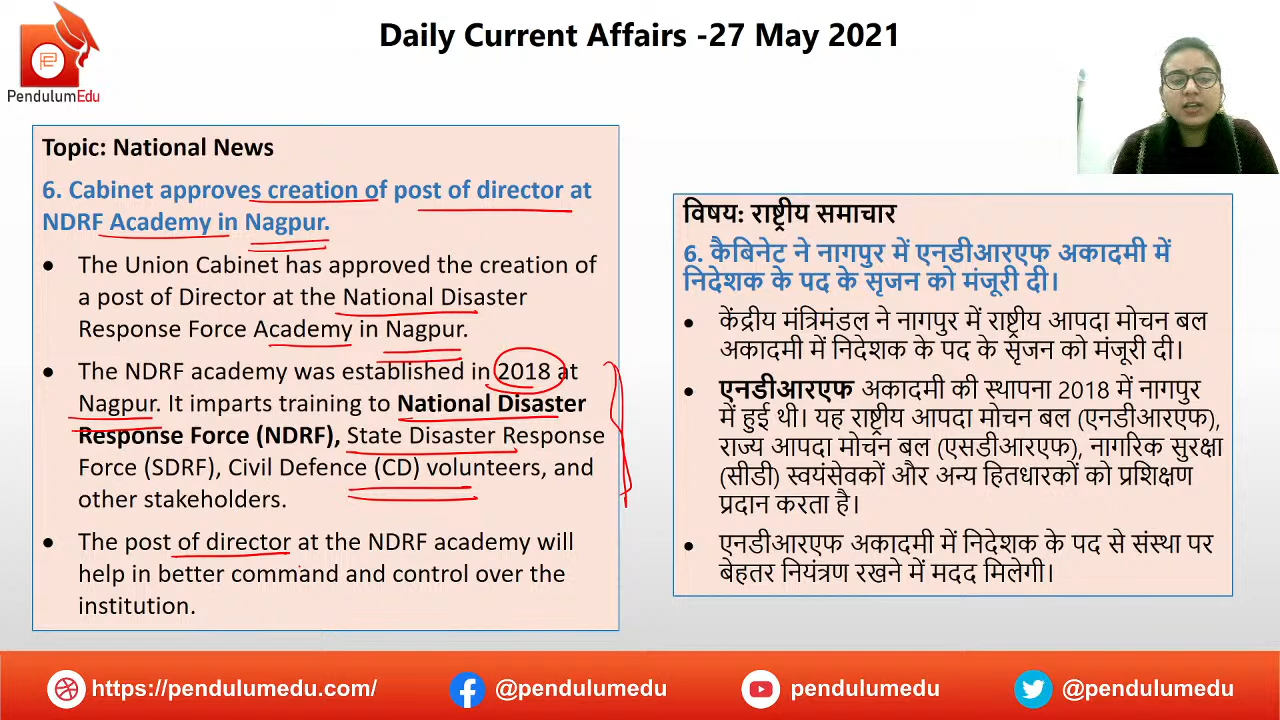 Daily Current Affairs -27 May 2021
PendulumEdu
Topic: National News
6. Cabinet approves creation of post of director at
NDRF Academy in Nagpur.
• The Union Cabinet has approved the creation of
a post of Director at the National Disaster
Response Force Academy in Nagpur.
• The NDRF academy was established in 2018 at
Nagpur. It imparts training to National Disaster
Response Force (NDRF), State Disaster Response
Force (SDRF), Civil Defence (CD) volunteers, and
other stakeholders.
• The post of director at the NDRF academy will
help in better command and control over the
institution.
विषय: राष्ट्रीय समाचार
6. कैबिनेट ने नागपुर में एनडीआरएफ अकादमी में
निदेशक के पद के सृजन को मंजूरी दी।
• केंद्रीय मंत्रिमंडल ने नागपुर में राष्ट्रीय आपदा मोचन बल
अकादमी में निदेशक के पद के सृजन को मंजूरी दी।
• एनडीआरएफ अकादमी की स्थापना 2018 में नागपुर
में हुई थी। यह राष्ट्रीय आपदा मोचन बल (एनडीआरएफ),
राज्य आपदा मोचन बल (एसडीआरएफ), नागरिक सुरक्षा
(सीडी) स्वयंसेवकों और अन्य हितधारकों को प्रशिक्षण
प्रदान करता है।
• एनडीआरएफ अकादमी में निदेशक के पद से संस्था पर
बेहतर नियंत्रण रखने में मदद मिलेगी।
https://pendulumedu.com/
@pendulumedu
pendulumedu
@pendulumedu